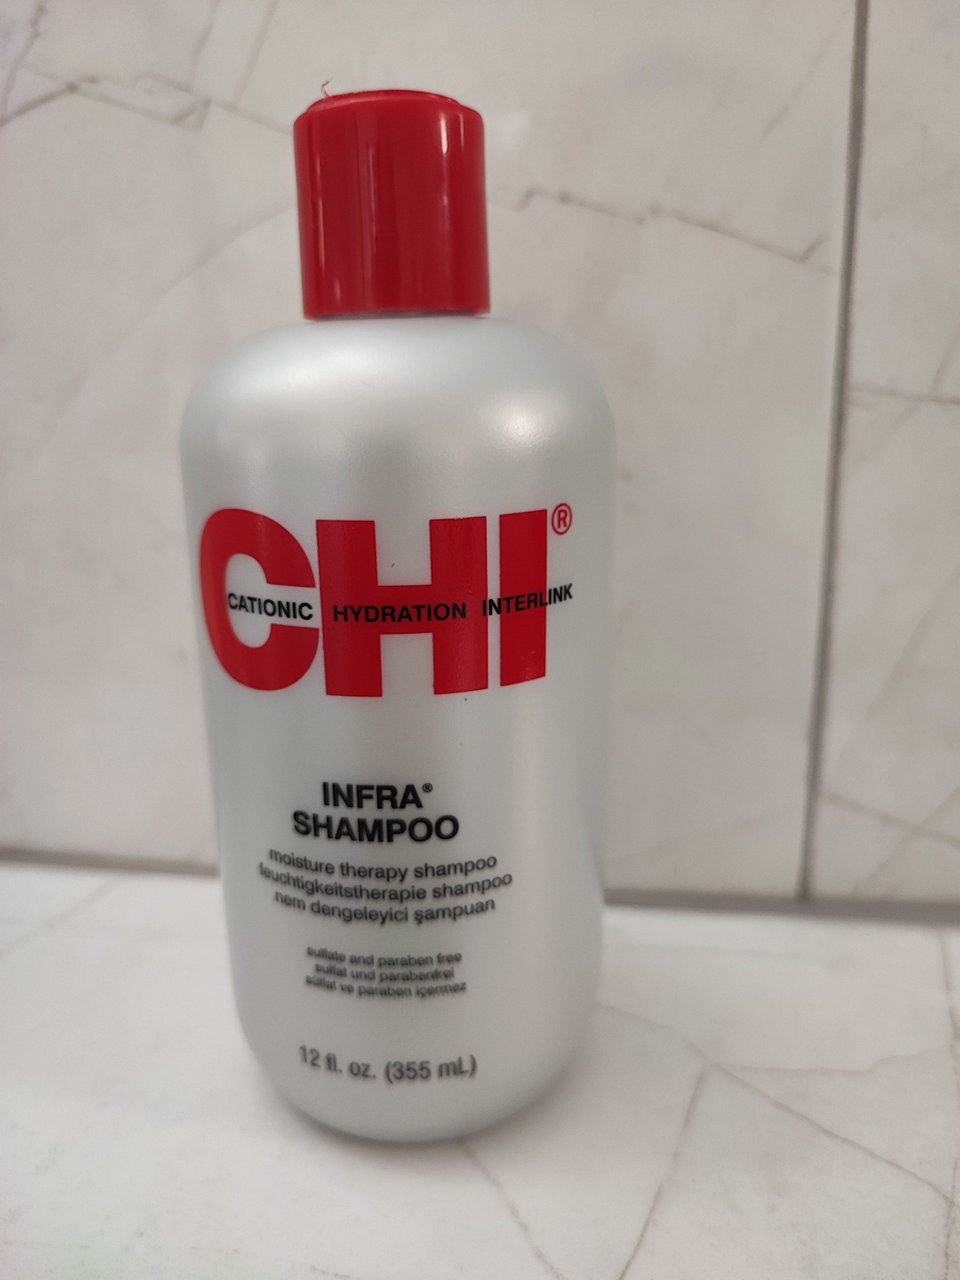 CHI®
CATIONIC HYDRATION INTERLINK
INFRA®
SHAMPOO
moisture therapy shampoo
feuchtigkeitstherapie shampoo
nem dengeleyici şampuan
sulfate and paraben free
sulfat und parabenfrei
sülfat ve paraben içermez
12 fl. oz. (355 mL)